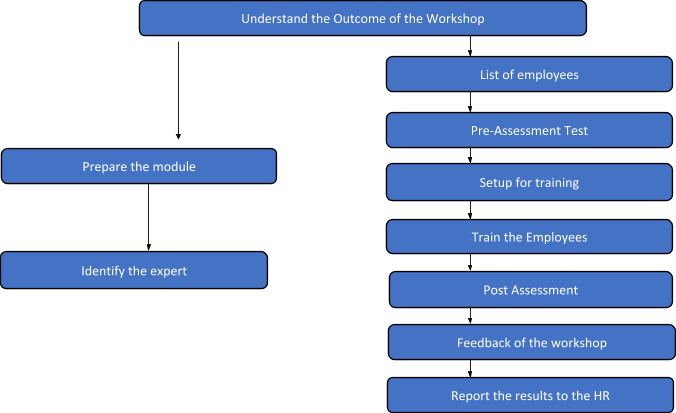 Understand the Outcome of the Workshop
List of employees
Pre-Assessment Test
Prepare the module
Setup for training
Train the Employees
Identify the expert
Post Assessment
Feedback of the workshop
Report the results to the HR